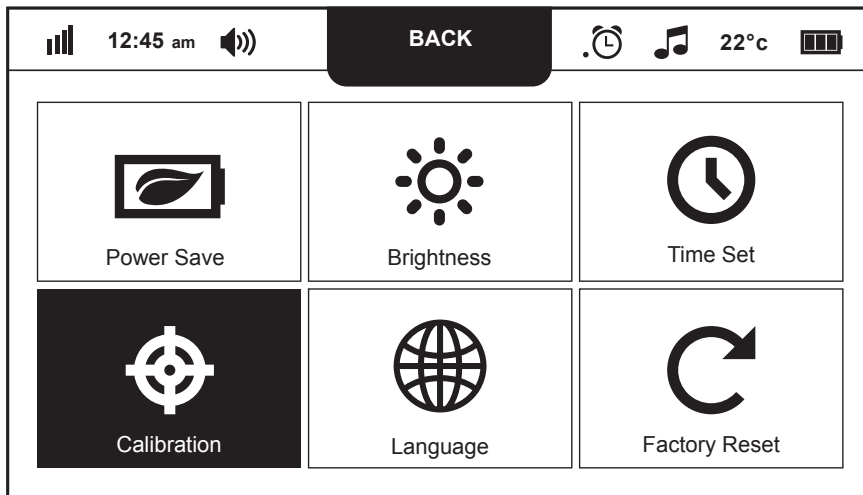 12:45 am BACK 22°c
Power Save Brightness Time Set
Calibration Language Factory Reset